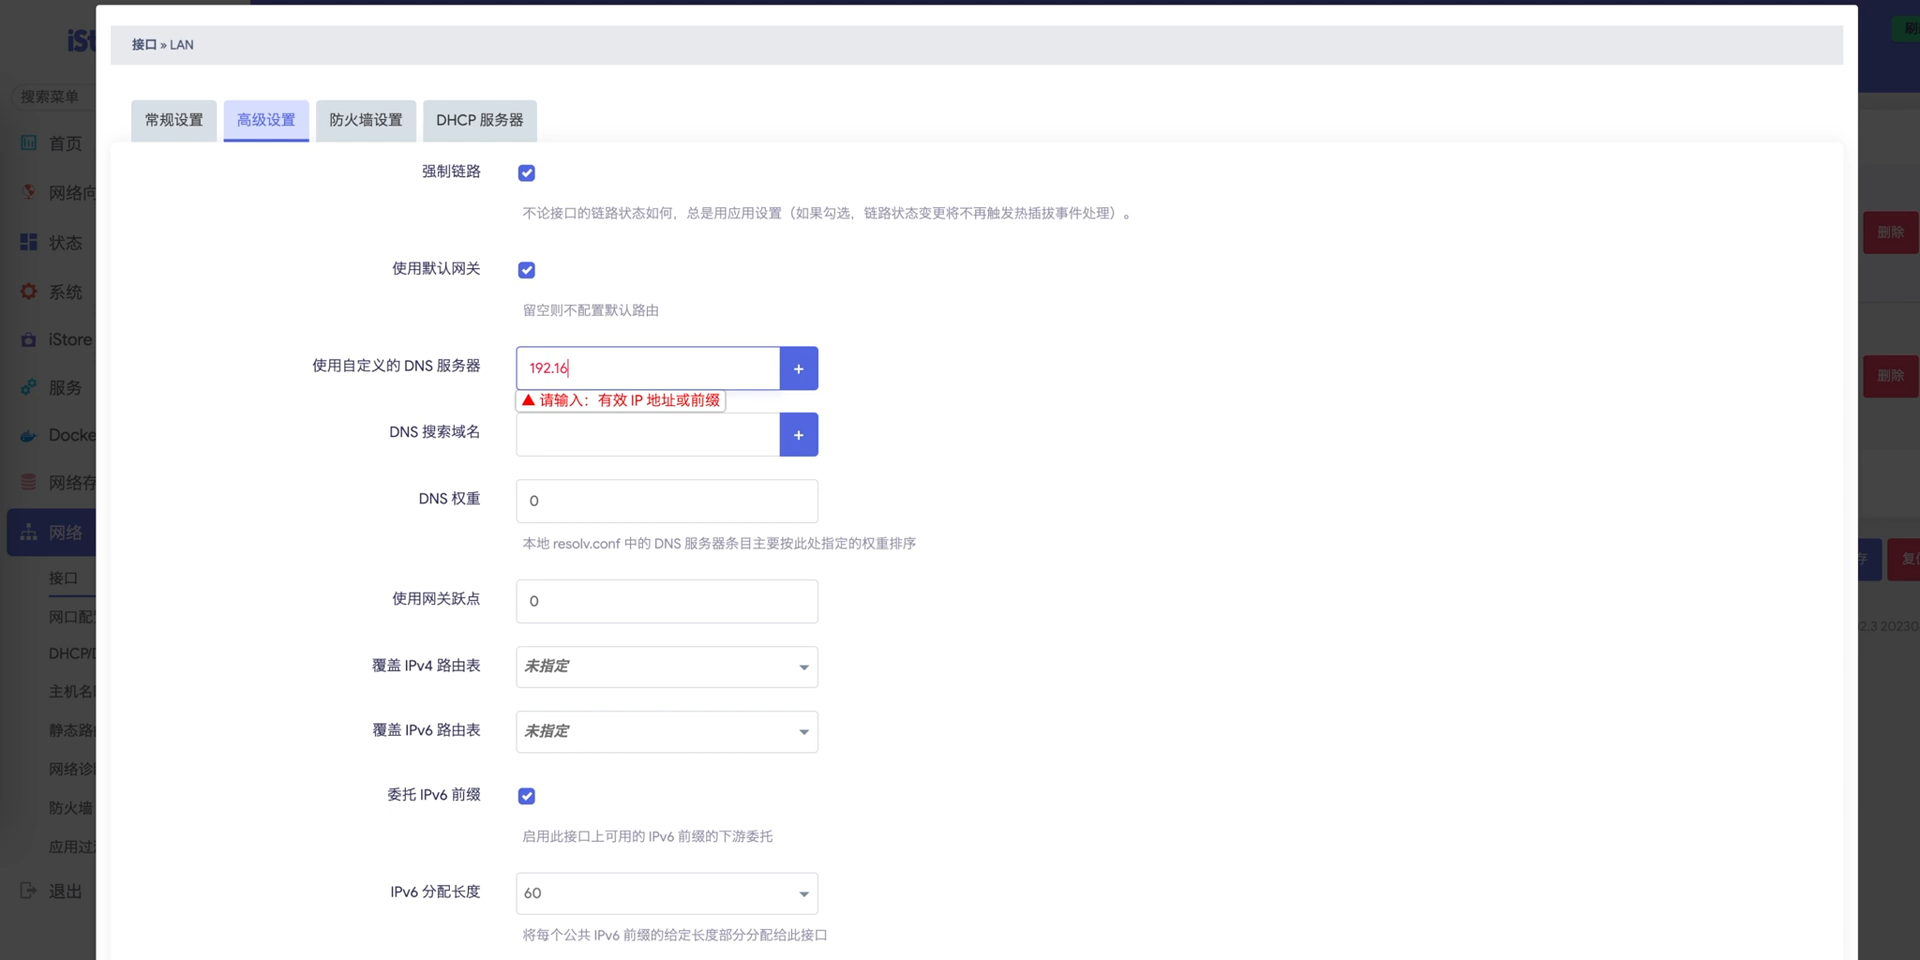 iSt
刷
接口 » LAN
搜索菜单
常规设置
高级设置
防火墙设置
DHCP 服务器
首页
网络向
状态
系统
iStore
服务
Docke
网络存
网络
接口
网口配
DHCP/D
主机名
静态路
网络诊
防火墙
应用过
退出
强制链路
不论接口的链路状态如何，总是用应用设置（如果勾选，链路状态变更将不再触发热插拔事件处理）。
使用默认网关
留空则不配置默认路由
使用自定义的 DNS 服务器
192.16
+
▲ 请输入：有效 IP 地址或前缀
DNS 搜索域名
+
DNS 权重
0
本地 resolv.conf 中的 DNS 服务器条目主要按此处指定的权重排序
使用网关跃点
0
覆盖 IPv4 路由表
未指定
覆盖 IPv6 路由表
未指定
委托 IPv6 前缀
启用此接口上可用的 IPv6 前缀的下游委托
IPv6 分配长度
60
将每个公共 IPv6 前缀的给定长度部分分配给此接口
删除
删除
存
复位
2.3 20230